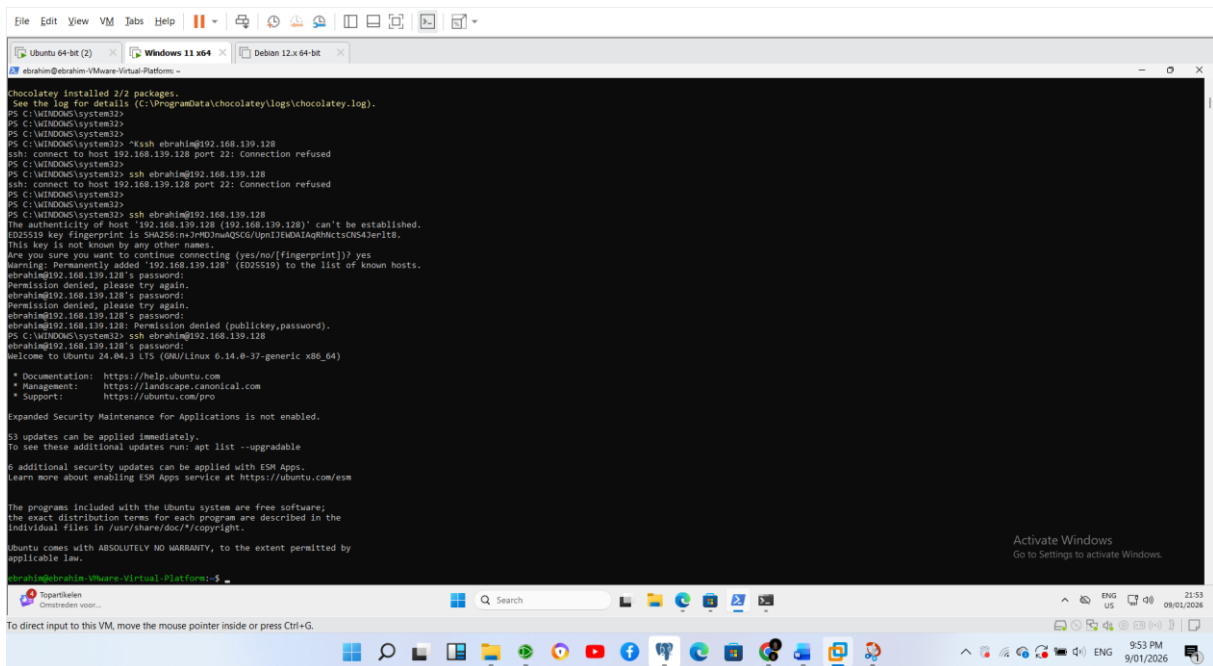 File Edit View VM Tabs Help
Ubuntu 64-bit (2) Windows 11 x64 Debian 12.x 64-bit
ebrahim@ebrahim-VMware-Virtual-Platform: ~
Chocolatey installed 2/2 packages.
See the log for details (C:\ProgramData\chocolatey\logs\chocolatey.log).
PS C:\WINDOWS\system32>
PS C:\WINDOWS\system32>
PS C:\WINDOWS\system32>
PS C:\WINDOWS\system32> ^Kssh ebrahim@192.168.139.128
ssh: connect to host 192.168.139.128 port 22: Connection refused
PS C:\WINDOWS\system32>
PS C:\WINDOWS\system32> ssh ebrahim@192.168.139.128
ssh: connect to host 192.168.139.128 port 22: Connection refused
PS C:\WINDOWS\system32>
PS C:\WINDOWS\system32>
PS C:\WINDOWS\system32> ssh ebrahim@192.168.139.128
The authenticity of host '192.168.139.128 (192.168.139.128)' can't be established.
ED25519 key fingerprint is
This key is not known by any other names.
Are you sure you want to continue connecting (yes/no/[fingerprint])? yes
Warning: Permanently added '192.168.139.128' (ED25519) to the list of known hosts.
ebrahim@192.168.139.128's password:
Permission denied, please try again.
ebrahim@192.168.139.128's password:
Permission denied, please try again.
ebrahim@192.168.139.128's password:
ebrahim@192.168.139.128: Permission denied (publickey,password).
PS C:\WINDOWS\system32> ssh ebrahim@192.168.139.128
ebrahim@192.168.139.128's password:
Welcome to Ubuntu 24.04.3 LTS (GNU/Linux 6.14.0-37-generic x86_64)
* Documentation: https://help.ubuntu.com
* Management: https://landscape.canonical.com
* Support: https://ubuntu.com/pro
Expanded Security Maintenance for Applications is not enabled.
53 updates can be applied immediately.
To see these additional updates run: apt list --upgradable
6 additional security updates can be applied with ESM Apps.
Learn more about enabling ESM Apps service at https://ubuntu.com/esm
The programs included with the Ubuntu system are free software;
the exact distribution terms for each program are described in the
individual files in /usr/share/doc/*/copyright.
Ubuntu comes with ABSOLUTELY NO WARRANTY, to the extent permitted by
applicable law.
ebrahim@ebrahim-VMware-Virtual-Platform:~$ _
Activate Windows
Go to Settings to activate Windows.
4 Topartikelen
Omstreden voor...
Search
ENG
US
21:53
09/01/2026
To direct input to this VM, move the mouse pointer inside or press Ctrl+G.
ENG
9:53 PM
9/01/2026